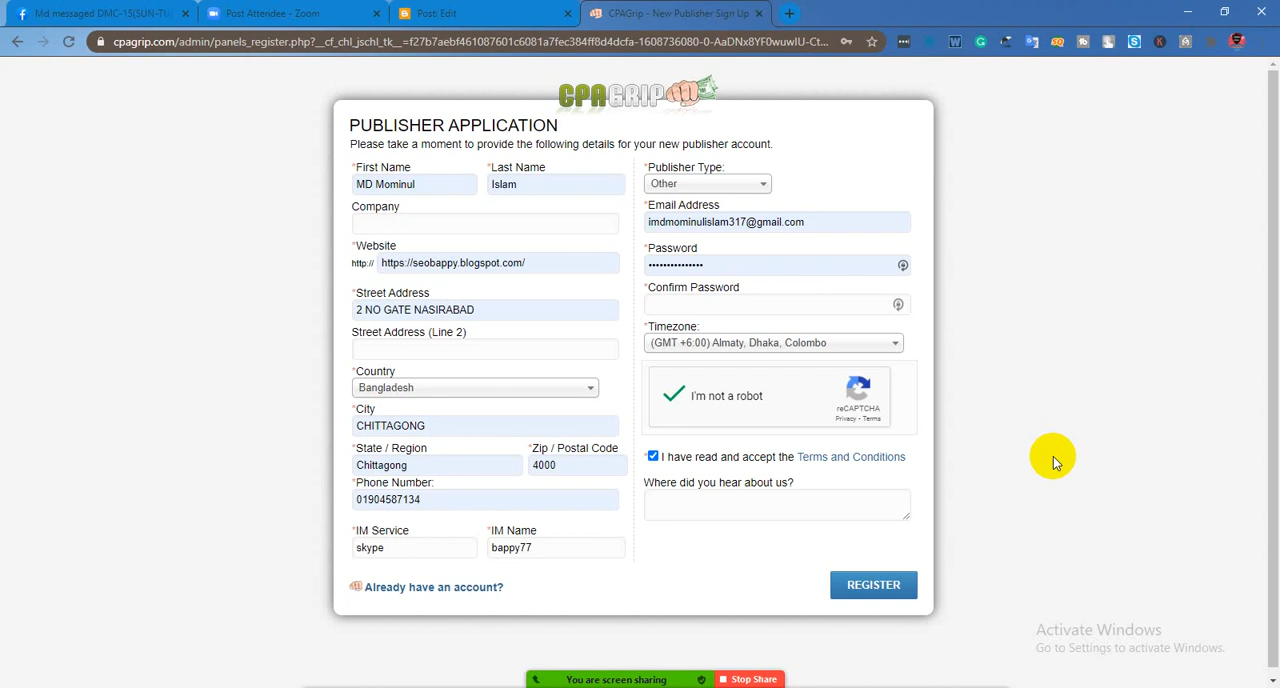 Md messaged DMC-15(SUN-TU
Post Attendee - Zoom
Post: Edit
CPAGrip - New Publisher Sign Up
cpagrip.com/admin/panels_register.php?__cf_chl_jschl_tk__=f27b7aebf461087601c6081a7fec384ff8d4dcfa-1608736080-0-AaDNx8YF0wuwIU-Ct...
CPAGRIP
PUBLISHER APPLICATION
Please take a moment to provide the following details for your new publisher account.
*First Name *Last Name
MD Mominul Islam
Company
*Website
http:// https://seobappy.blogspot.com/
*Street Address
2 NO GATE NASIRABAD
Street Address (Line 2)
*Country
Bangladesh
*City
CHITTAGONG
*State / Region *Zip / Postal Code
Chittagong 4000
*Phone Number:
01904587134
*IM Service *IM Name
skype bappy77
Already have an account?
*Publisher Type:
Other
*Email Address
imdmominulislam317@gmail.com
*Password
•••••••••••••••
*Confirm Password
*Timezone:
(GMT +6:00) Almaty, Dhaka, Colombo
I'm not a robot
reCAPTCHA
Privacy - Terms
*I have read and accept the Terms and Conditions
Where did you hear about us?
REGISTER
Activate Windows
Go to Settings to activate Windows.
You are screen sharing
Stop Share